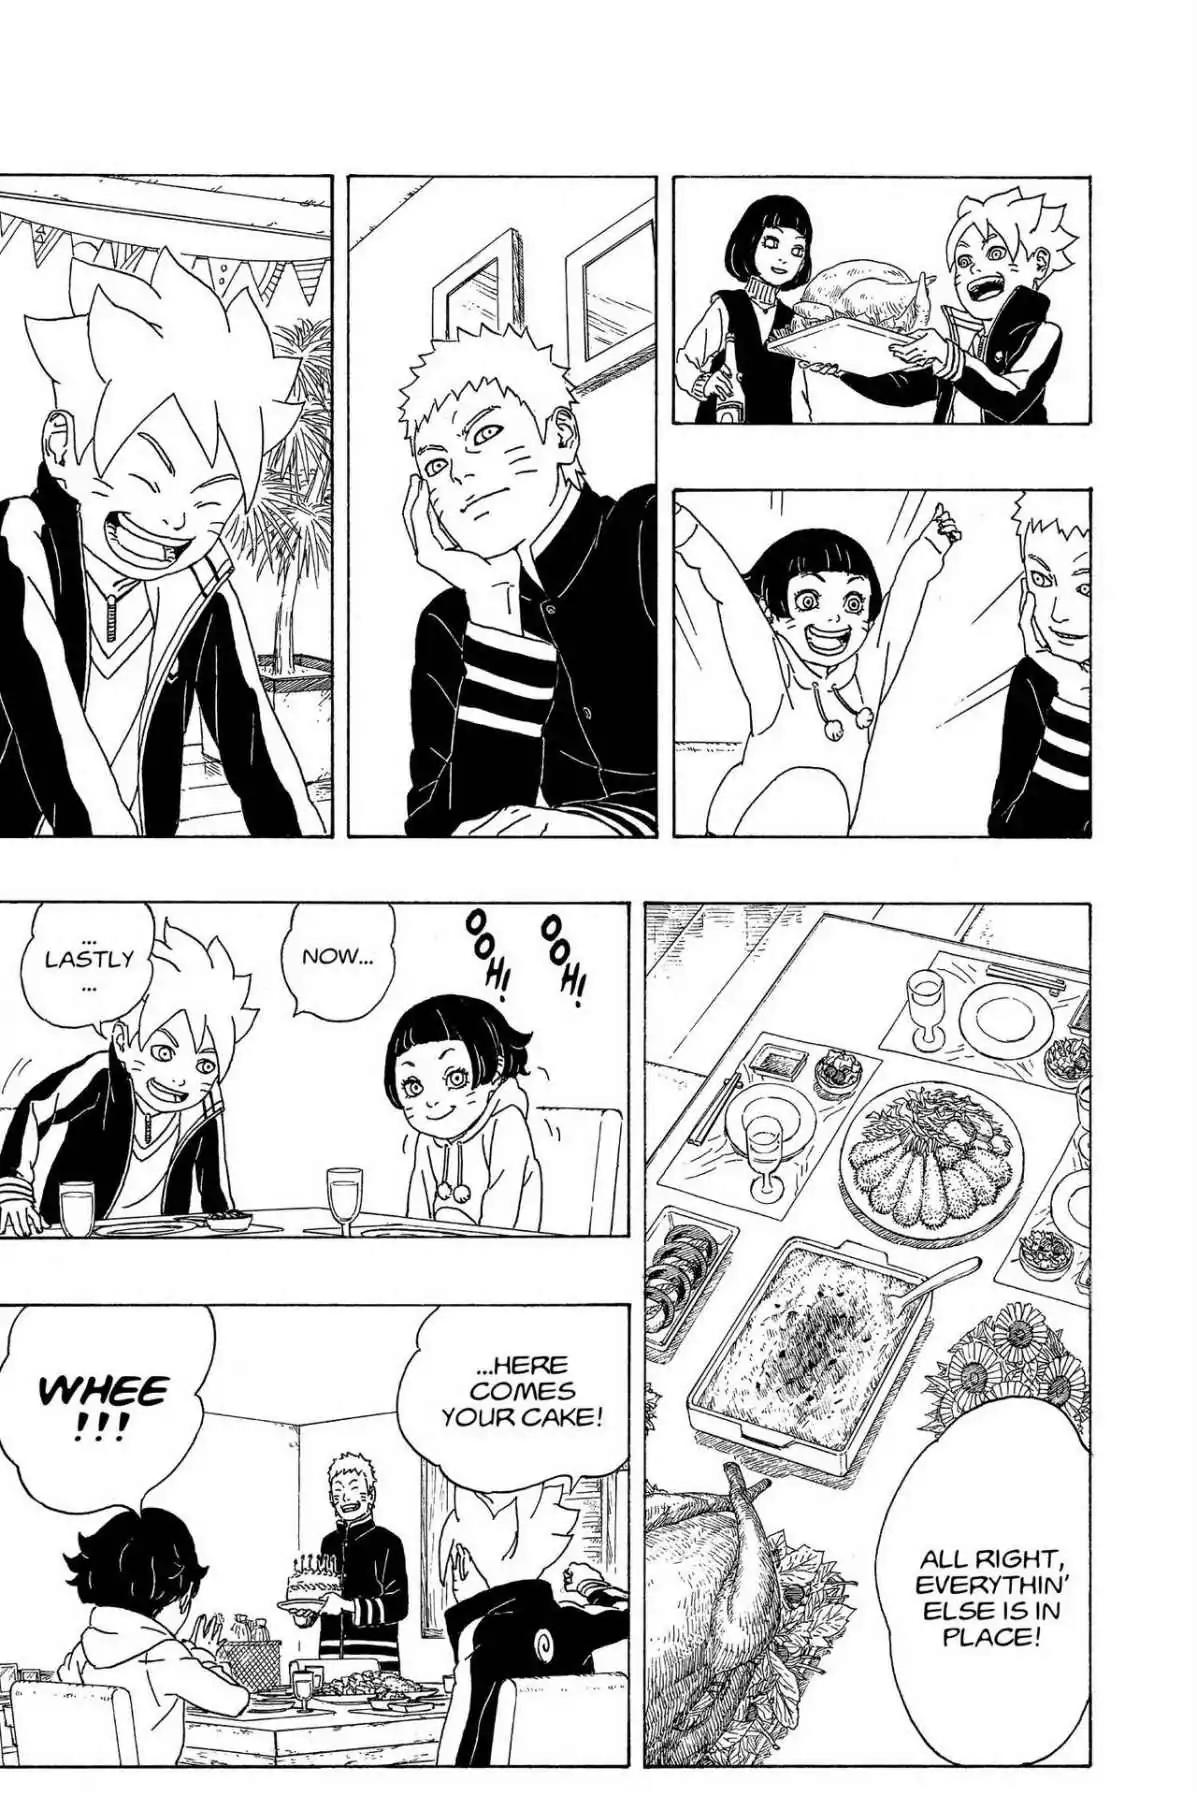 ALL RIGHT,
EVERYTHIN'
ELSE IS IN
PLACE!
OOH!
OOH!
NOW...
...
LASTLY
...
...HERE
COMES
YOUR CAKE!
WHEE
!!!